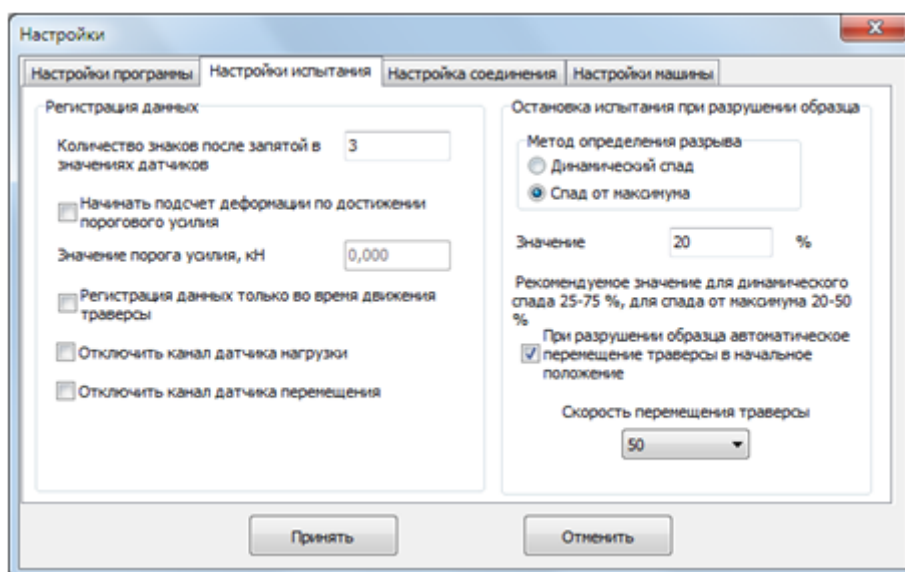 Настройки
Настройки программы
Настройки испытания
Настройка соединения
Настройки машины
Регистрация данных
Количество знаков после запятой в
значениях датчиков
3
Начинать подсчет деформации по достижении
порогового усилия
Значение порога усилия, кН
0,000
Регистрация данных только во время движения
траверсы
Отключить канал датчика нагрузки
Отключить канал датчика перемещения
Остановка испытания при разрушении образца
Метод определения разрыва
Динамический спад
Спад от максимума
Значение
20
%
Рекомендуемое значение для динамического
спада 25-75 %, для спада от максимума 20-50
%
При разрушении образца автоматическое
перемещение траверсы в начальное
положение
Скорость перемещения траверсы
50
Принять
Отменить